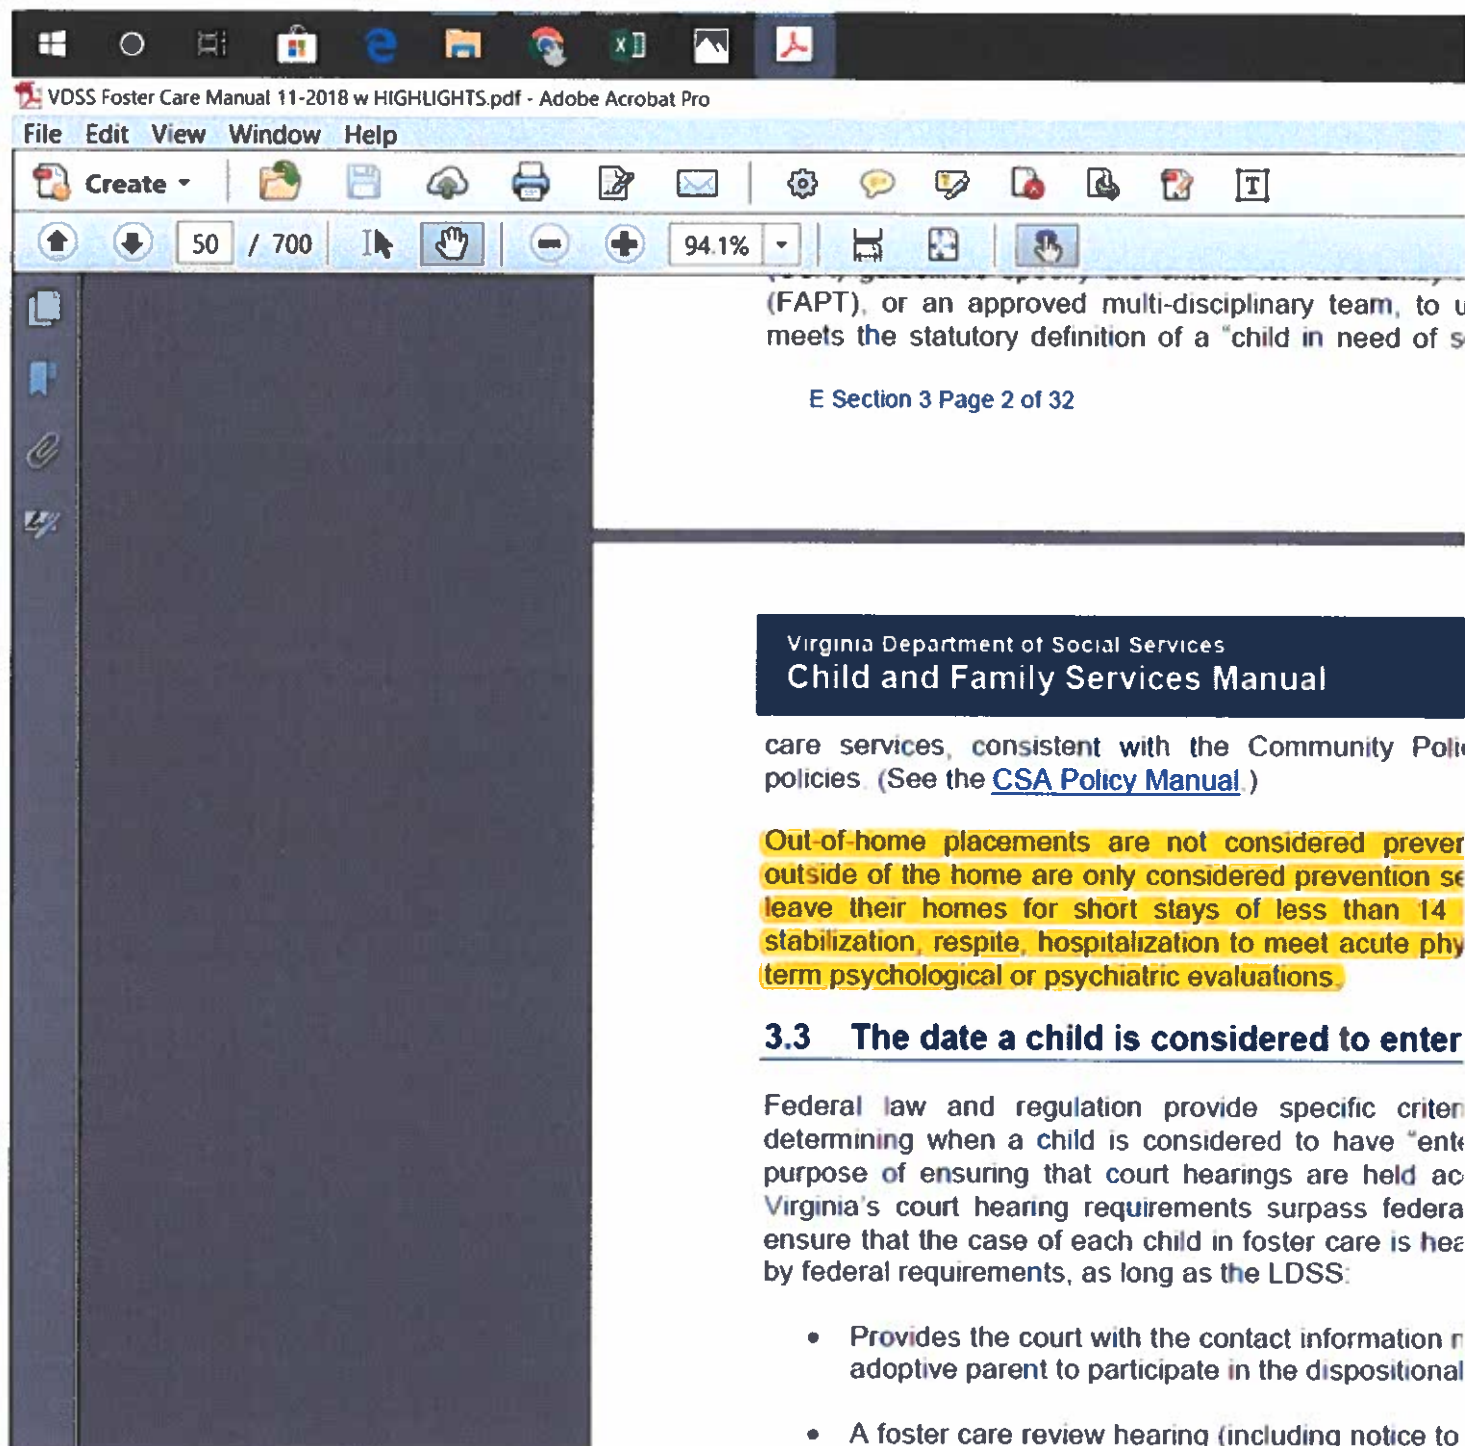 VDSS Foster Care Manual 11-2018 w HIGHLIGHTS.pdf - Adobe Acrobat Pro
File Edit View Window Help
Create
50 / 700 94.1%
(FAPT), or an approved multi-disciplinary team, to u
meets the statutory definition of a "child in need of s
E Section 3 Page 2 of 32
Virginia Department of Social Services
Child and Family Services Manual
care services, consistent with the Community Poli
policies. (See the CSA Policy Manual.)
Out-of-home placements are not considered preven
outside of the home are only considered prevention se
leave their homes for short stays of less than 14
stabilization, respite, hospitalization to meet acute phy
term psychological or psychiatric evaluations.
3.3 The date a child is considered to enter
Federal law and regulation provide specific criter
determining when a child is considered to have "ente
purpose of ensuring that court hearings are held ac
Virginia's court hearing requirements surpass federa
ensure that the case of each child in foster care is hea
by federal requirements, as long as the LDSS:
• Provides the court with the contact information n
adoptive parent to participate in the dispositional
• A foster care review hearing (including notice to